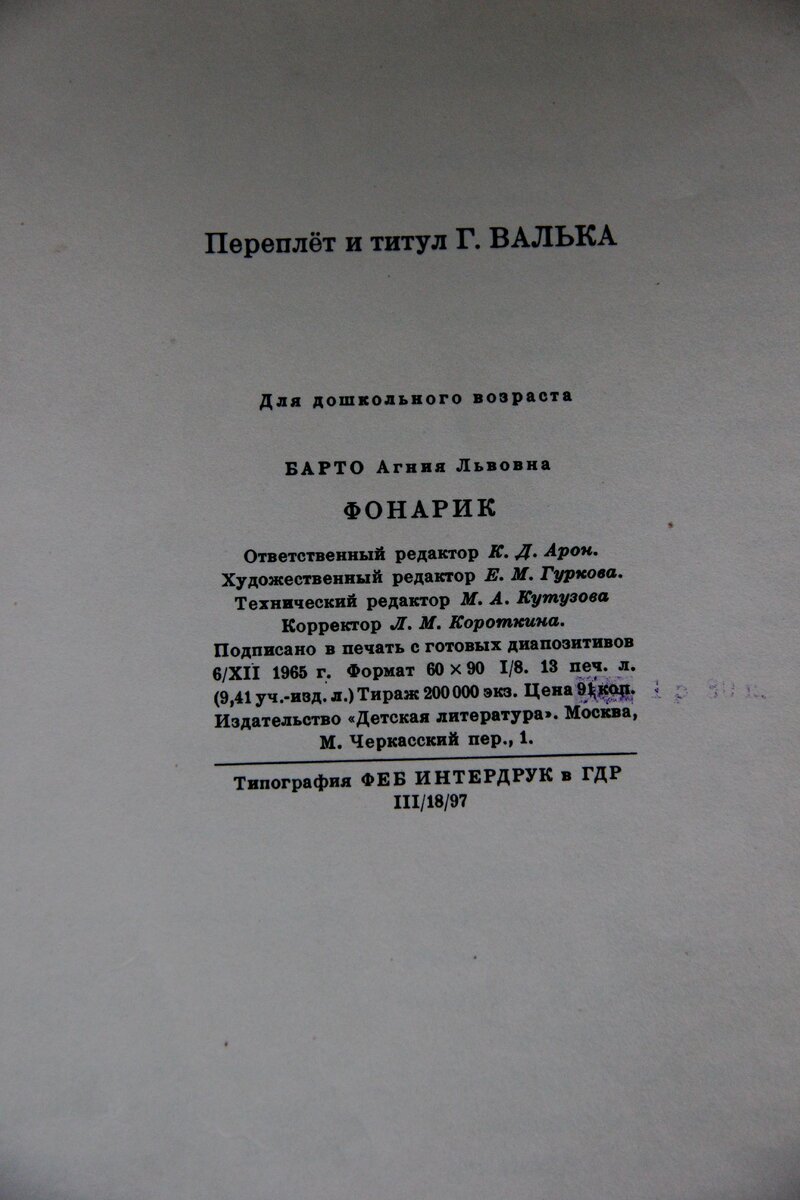 Переплёт и титул Г. ВАЛЬКА
Для дошкольного возраста
БАРТО Агния Львовна
ФОНАРИК
Ответственный редактор К. Д. Арон.
Художественный редактор Е. М. Гуркова.
Технический редактор М. А. Кутузова
Корректор Л. М. Короткина.
Подписано в печать с готовых диапозитивов
6/XII 1965 г. Формат 60 × 90 1/8. 13 печ. л.
(9,41 уч.-изд. л.) Тираж 200 000 экз. Цена 91 коп.
Издательство «Детская литература». Москва,
М. Черкасский пер., 1.
Типография ФЕБ ИНТЕРДРУК в ГДР
III/18/97